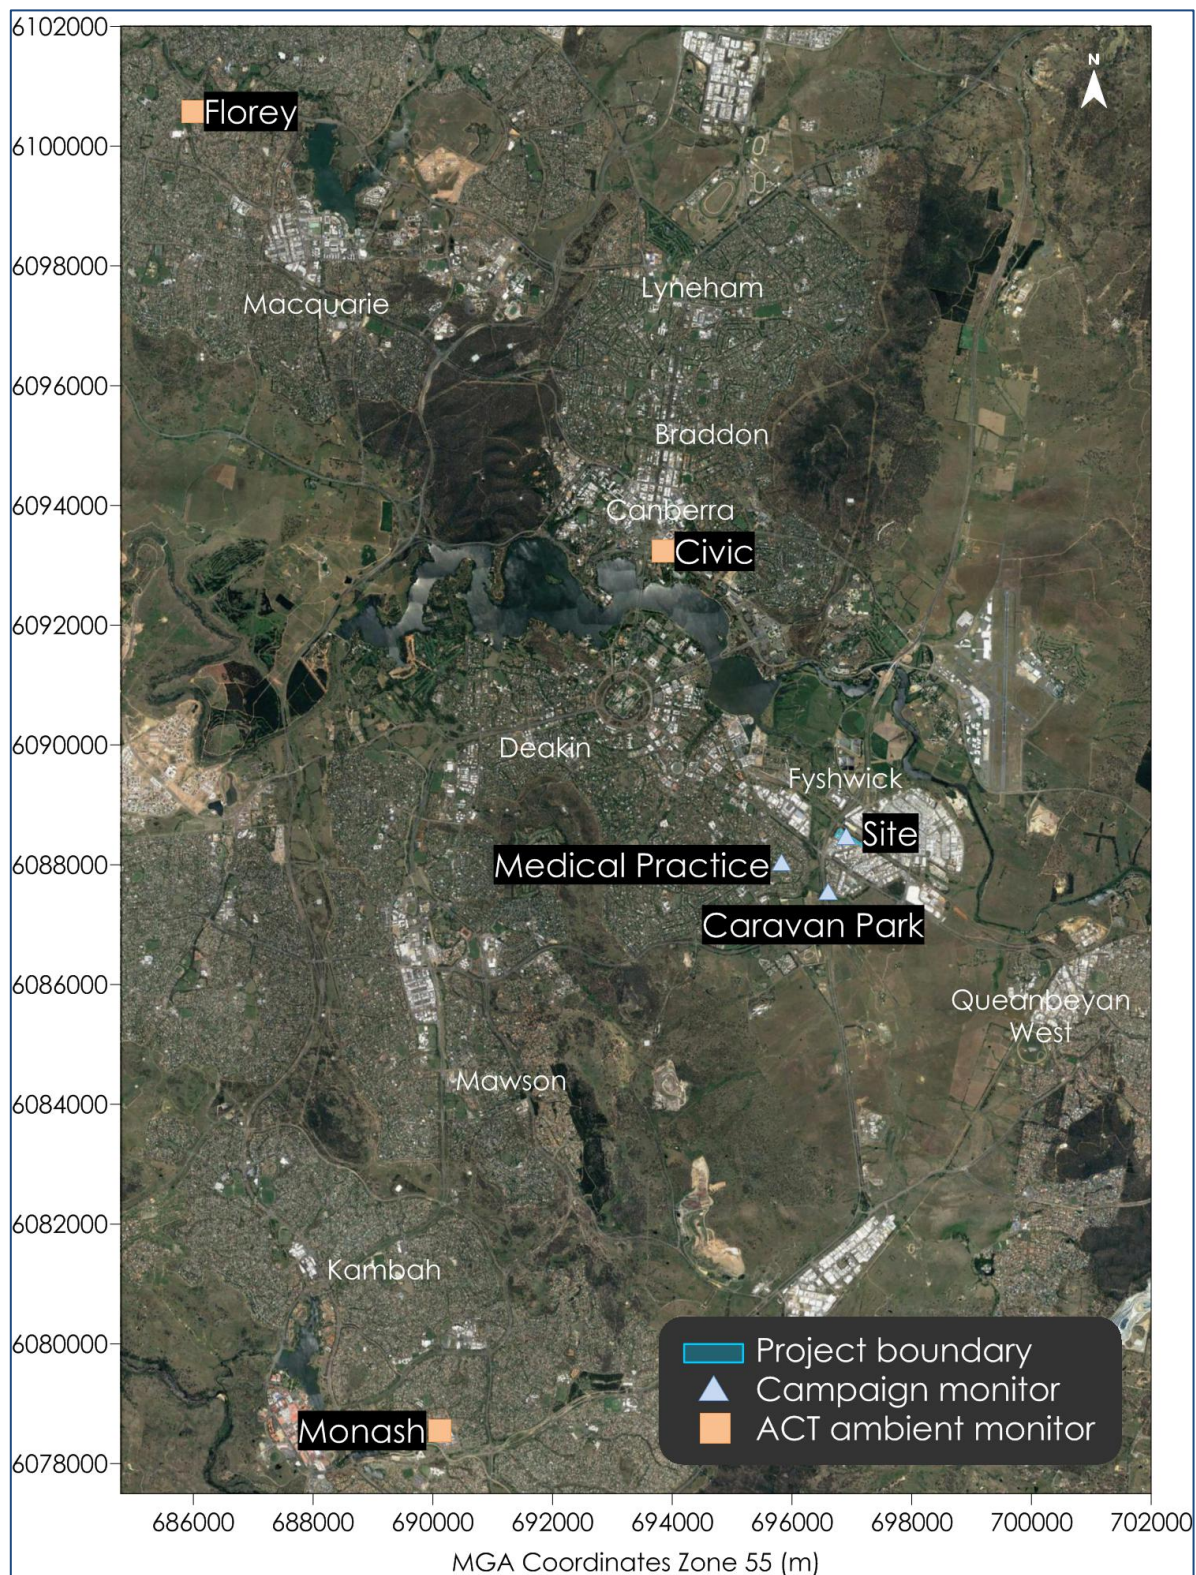 6102000
N
Florey
6100000
6098000
Lyneham
Macquarie
6096000
Braddon
6094000
Canberra
Civic
6092000
6090000
Deakin
Fyshwick
Site
6088000
Medical Practice
Caravan Park
6086000
Queanbeyan
West
6084000
Mawson
6082000
Kambah
6080000
Project boundary
Campaign monitor
ACT ambient monitor
Monash
6078000
686000 688000 690000 692000 694000 696000 698000 700000 702000
MGA Coordinates Zone 55 (m)